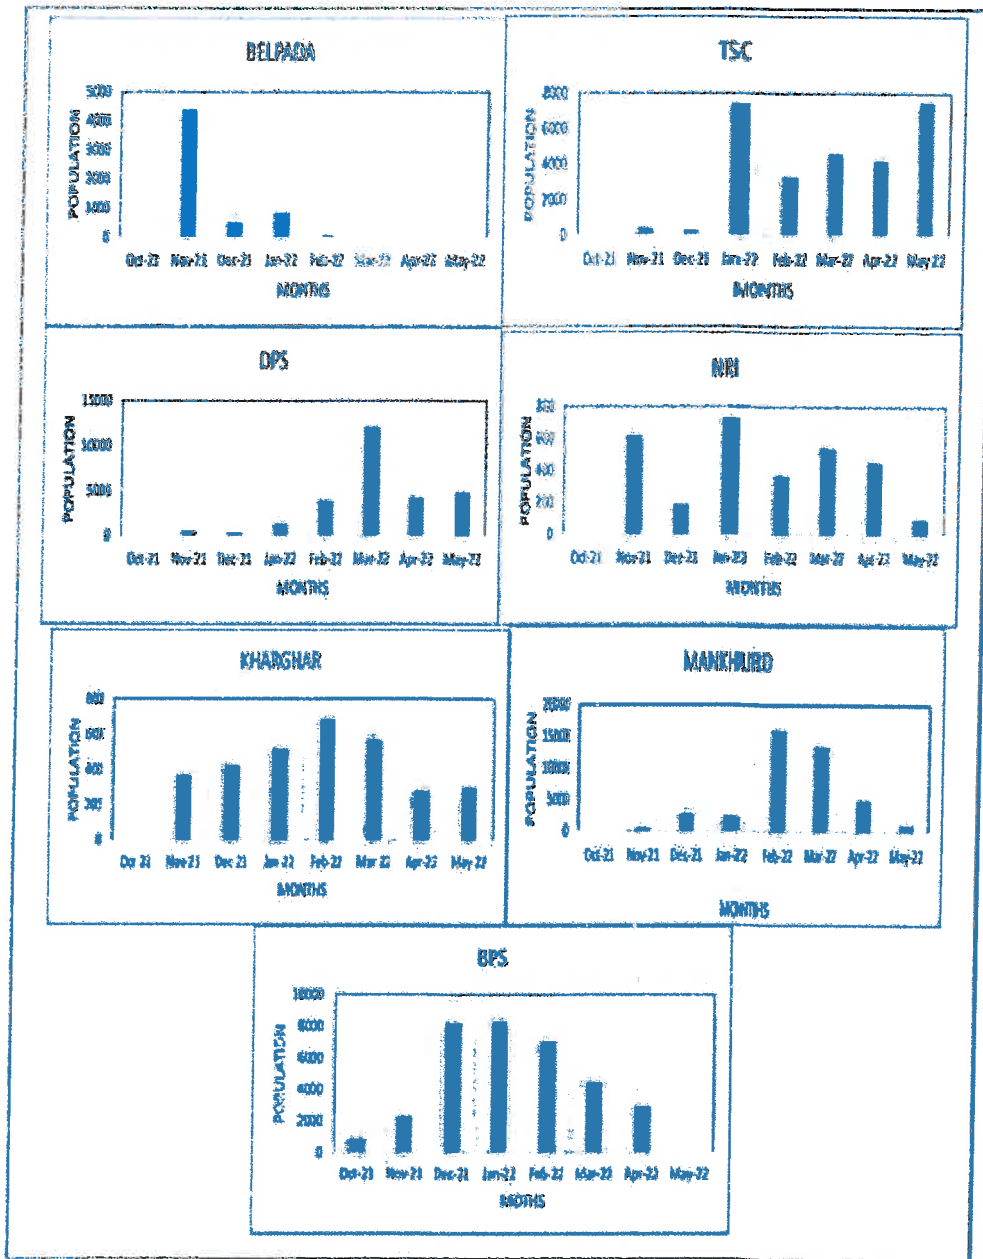 BELPADA
POPULATION
5000
4000
3000
2000
1000
0
Nov-21 Dec-21 Jan-22 Feb-22 Mar-22 Apr-22 May-22
MONTHS
TSC
POPULATION
8000
6000
4000
2000
0
Oct-21 Nov-21 Dec-21 Jan-22 Feb-22 Mar-22 Apr-22 May-22
MONTHS
DPS
POPULATION
15000
10000
5000
0
Oct-21 Nov-21 Dec-21 Jan-22 Feb-22 Mar-22 Apr-22 May-22
MONTHS
NRI
POPULATION
800
600
400
200
0
Oct-21 Nov-21 Dec-21 Feb-22 Mar-22 Apr-22 May-22
MONTHS
KHARGHAR
POPULATION
800
600
400
200
0
Nov-21 Dec-21 Jan-22 Feb-22 Mar-22 Apr-22 May-22
MONTHS
MANKHURD
POPULATION
20000
15000
10000
5000
0
Oct-21 Nov-21 Dec-21 Jan-22 Feb-22 Mar-22 Apr-22 May-22
MONTHS
BPS
POPULATION
10000
8000
6000
4000
2000
0
Oct-21 Nov-21 Dec-21 Jan-22 Feb-22 Mar-22 Apr-22 May-22
MOTHS